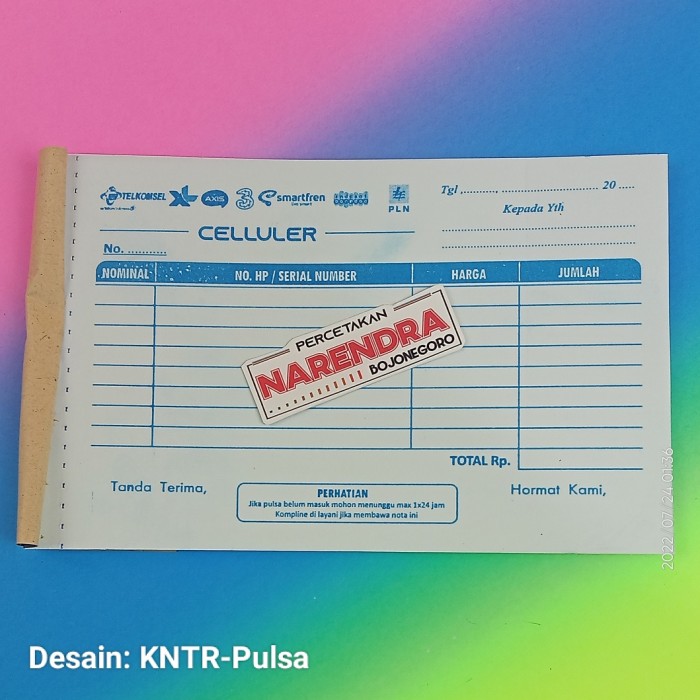 TELKOMSEL XL AXIS 3 smartfren PLN
Tgl ............, ................................ 20 .....
Kepada Yth
CELLULER
No. ...........
NOMINAL NO. HP / SERIAL NUMBER HARGA JUMLAH
PERCETAKAN
NARENDRA
BOJONEGORO
TOTAL Rp.
Tanda Terima,
Hormat Kami,
PERHATIAN
Jika pulsa belum masuk mohon menunggu max 1x24 jam
Kompline di layani jika membawa nota ini
2022/07/24 01:36
Desain: KNTR-Pulsa